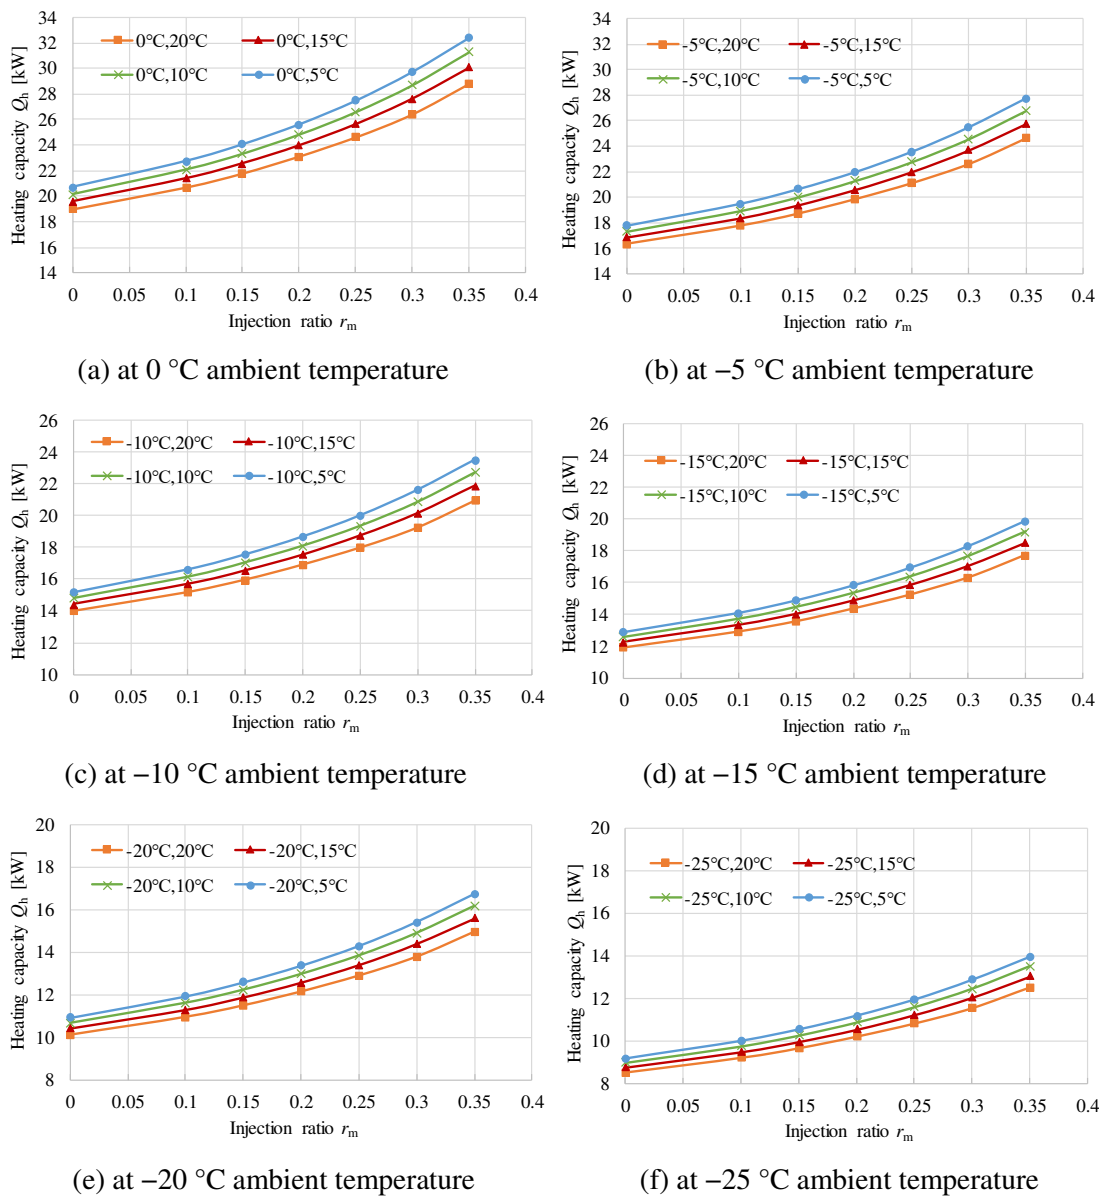 34
32
30
28
26
24
22
20
18
16
14
Heating capacity Qh [kW]
0°C,20°C 0°C,15°C
0°C,10°C 0°C,5°C
0 0.05 0.1 0.15 0.2 0.25 0.3 0.35 0.4
Injection ratio rm
(a) at 0 °C ambient temperature
34
32
30
28
26
24
22
20
18
16
14
Heating capacity Qh [kW]
-5°C,20°C -5°C,15°C
-5°C,10°C -5°C,5°C
0 0.05 0.1 0.15 0.2 0.25 0.3 0.35 0.4
Injection ratio rm
(b) at −5 °C ambient temperature
26
24
22
20
18
16
14
12
10
Heating capacity Qh [kW]
-10°C,20°C -10°C,15°C
-10°C,10°C -10°C,5°C
0 0.05 0.1 0.15 0.2 0.25 0.3 0.35 0.4
Injection ratio rm
(c) at −10 °C ambient temperature
26
24
22
20
18
16
14
12
10
Heating capacity Qh [kW]
-15°C,20°C -15°C,15°C
-15°C,10°C -15°C,5°C
0 0.05 0.1 0.15 0.2 0.25 0.3 0.35 0.4
Injection ratio rm
(d) at −15 °C ambient temperature
20
18
16
14
12
10
8
Heating capacity Qh [kW]
-20°C,20°C -20°C,15°C
-20°C,10°C -20°C,5°C
0 0.05 0.1 0.15 0.2 0.25 0.3 0.35 0.4
Injection ratio rm
(e) at −20 °C ambient temperature
20
18
16
14
12
10
8
Heating capacity Qh [kW]
-25°C,20°C -25°C,15°C
-25°C,10°C -25°C,5°C
0 0.05 0.1 0.15 0.2 0.25 0.3 0.35 0.4
Injection ratio rm
(f) at −25 °C ambient temperature